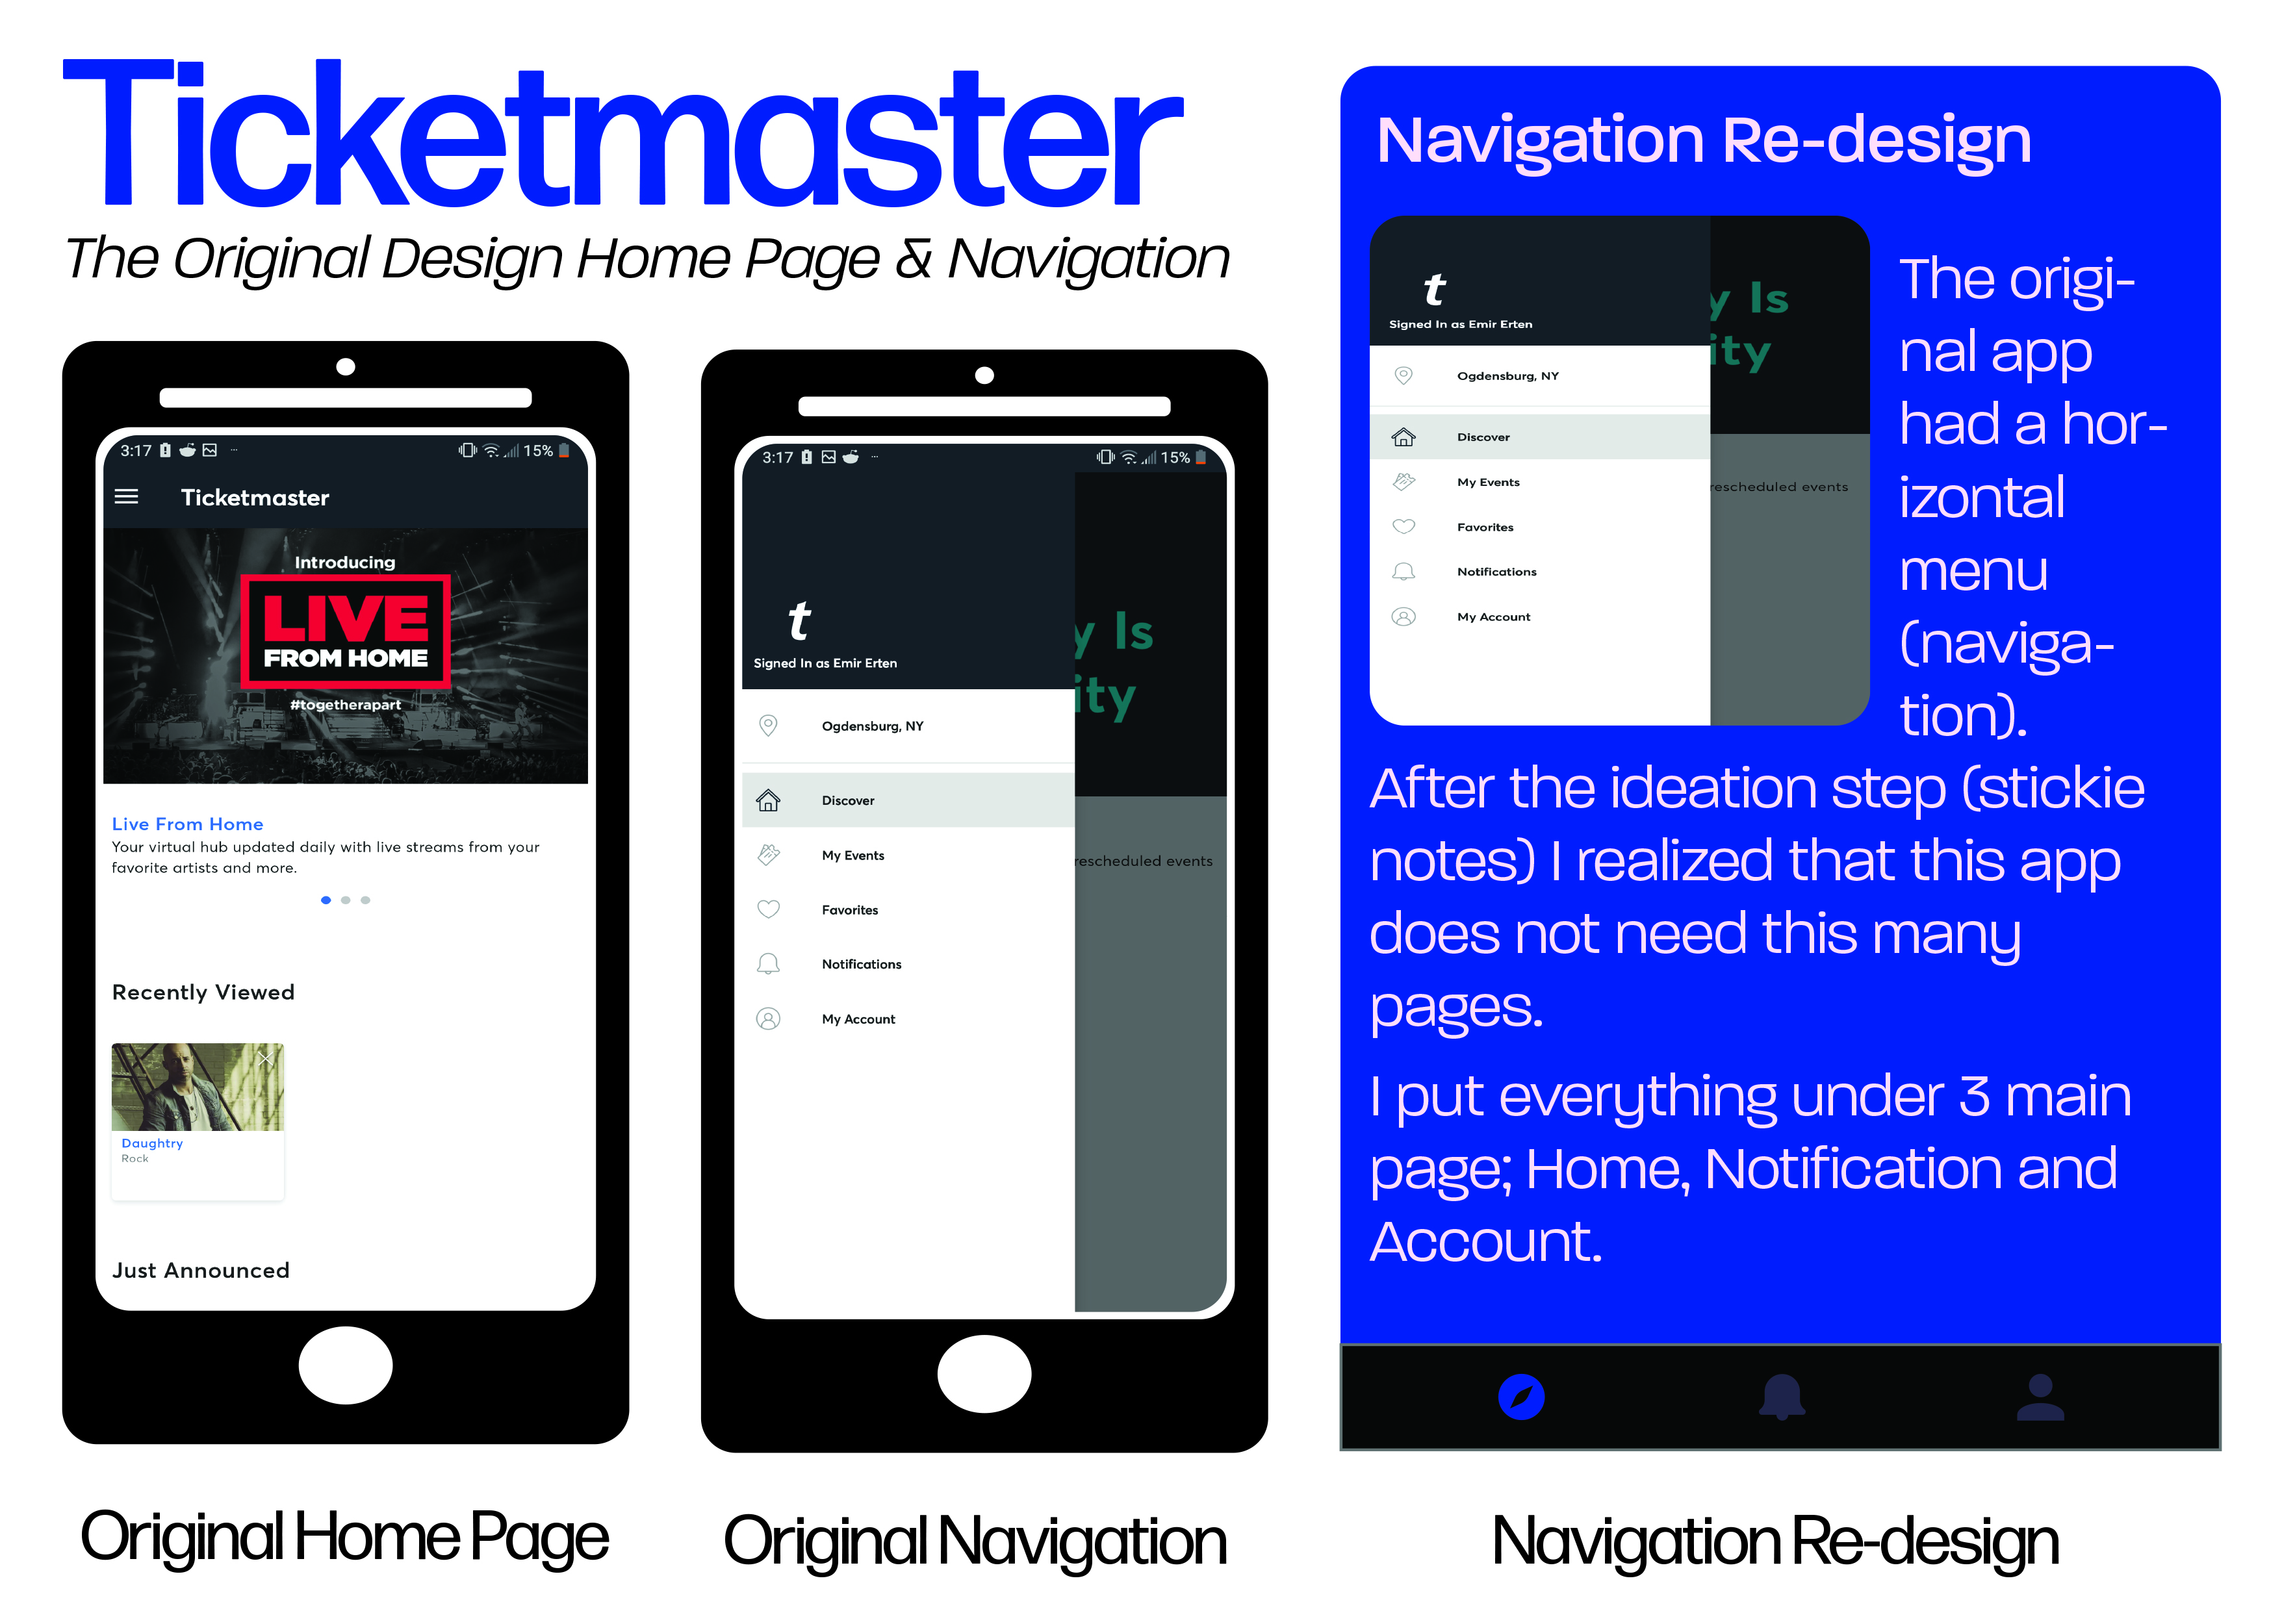 Ticketmaster
The Original Design Home Page & Navigation
3:17
15%
Ticketmaster
Introducing
LIVE
FROM HOME
#togetherapart
Live From Home
Your virtual hub updated daily with live streams from your
favorite artists and more.
Recently Viewed
Daughtry
Rock
Just Announced
Original Home Page
3:17
15%
t
Signed In as Emir Erten
y Is
ity
Ogdensburg, NY
Discover
My Events
rescheduled events
Favorites
Notifications
My Account
Original Navigation
Navigation Re-design
t
Signed In as Emir Erten
y Is
ity
Ogdensburg, NY
Discover
My Events
rescheduled events
Favorites
Notifications
My Account
The origi-
nal app
had a hor-
izontal
menu
(naviga-
tion).
After the ideation step (stickie
notes) I realized that this app
does not need this many
pages.
I put everything under 3 main
page; Home, Notification and
Account.
Navigation Re-design